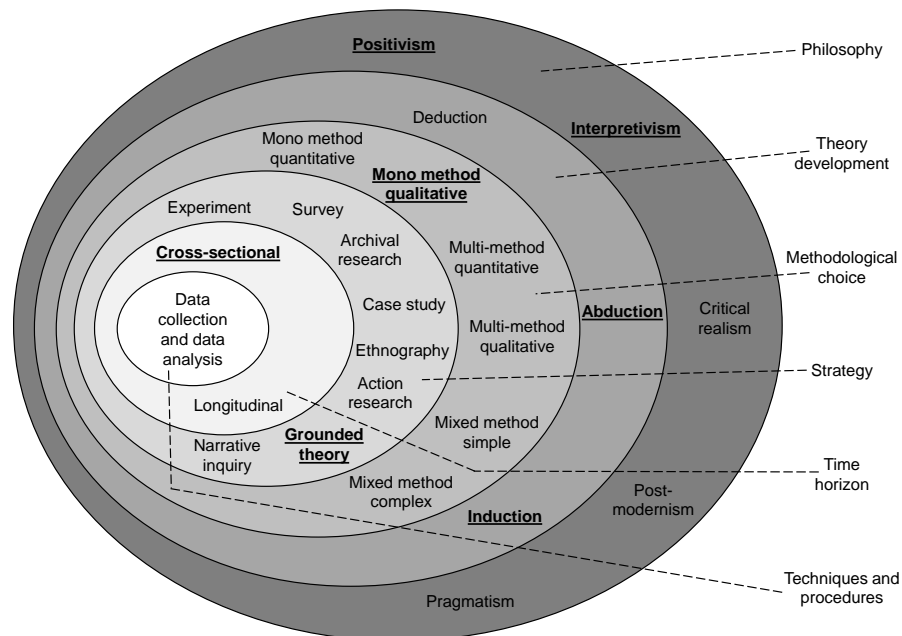 Positivism
Philosophy
Deduction
Interpretivism
Mono method
quantitative
Theory
development
Mono method
qualitative
Experiment
Survey
Archival
research
Cross-sectional
Multi-method
quantitative
Methodological
choice
Data
collection
and data
analysis
Case study
Abduction
Critical
realism
Multi-method
qualitative
Ethnography
Strategy
Action
research
Longitudinal
Mixed method
simple
Grounded
theory
Narrative
inquiry
Time
horizon
Mixed method
complex
Post-
modernism
Induction
Techniques and
procedures
Pragmatism